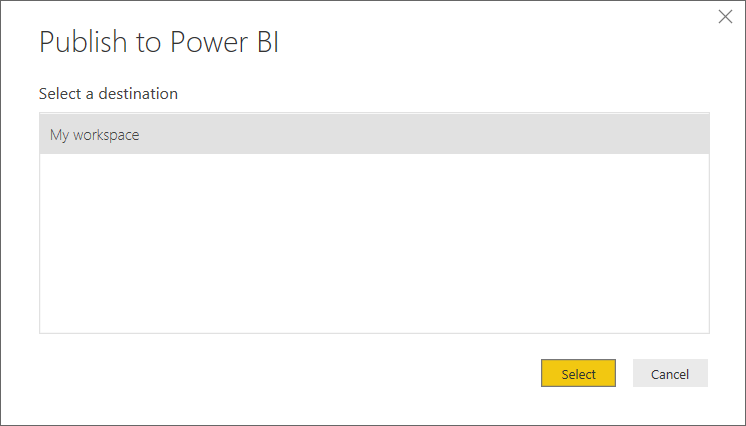 Publish to Power BI
Select a destination
My workspace
Select
Cancel